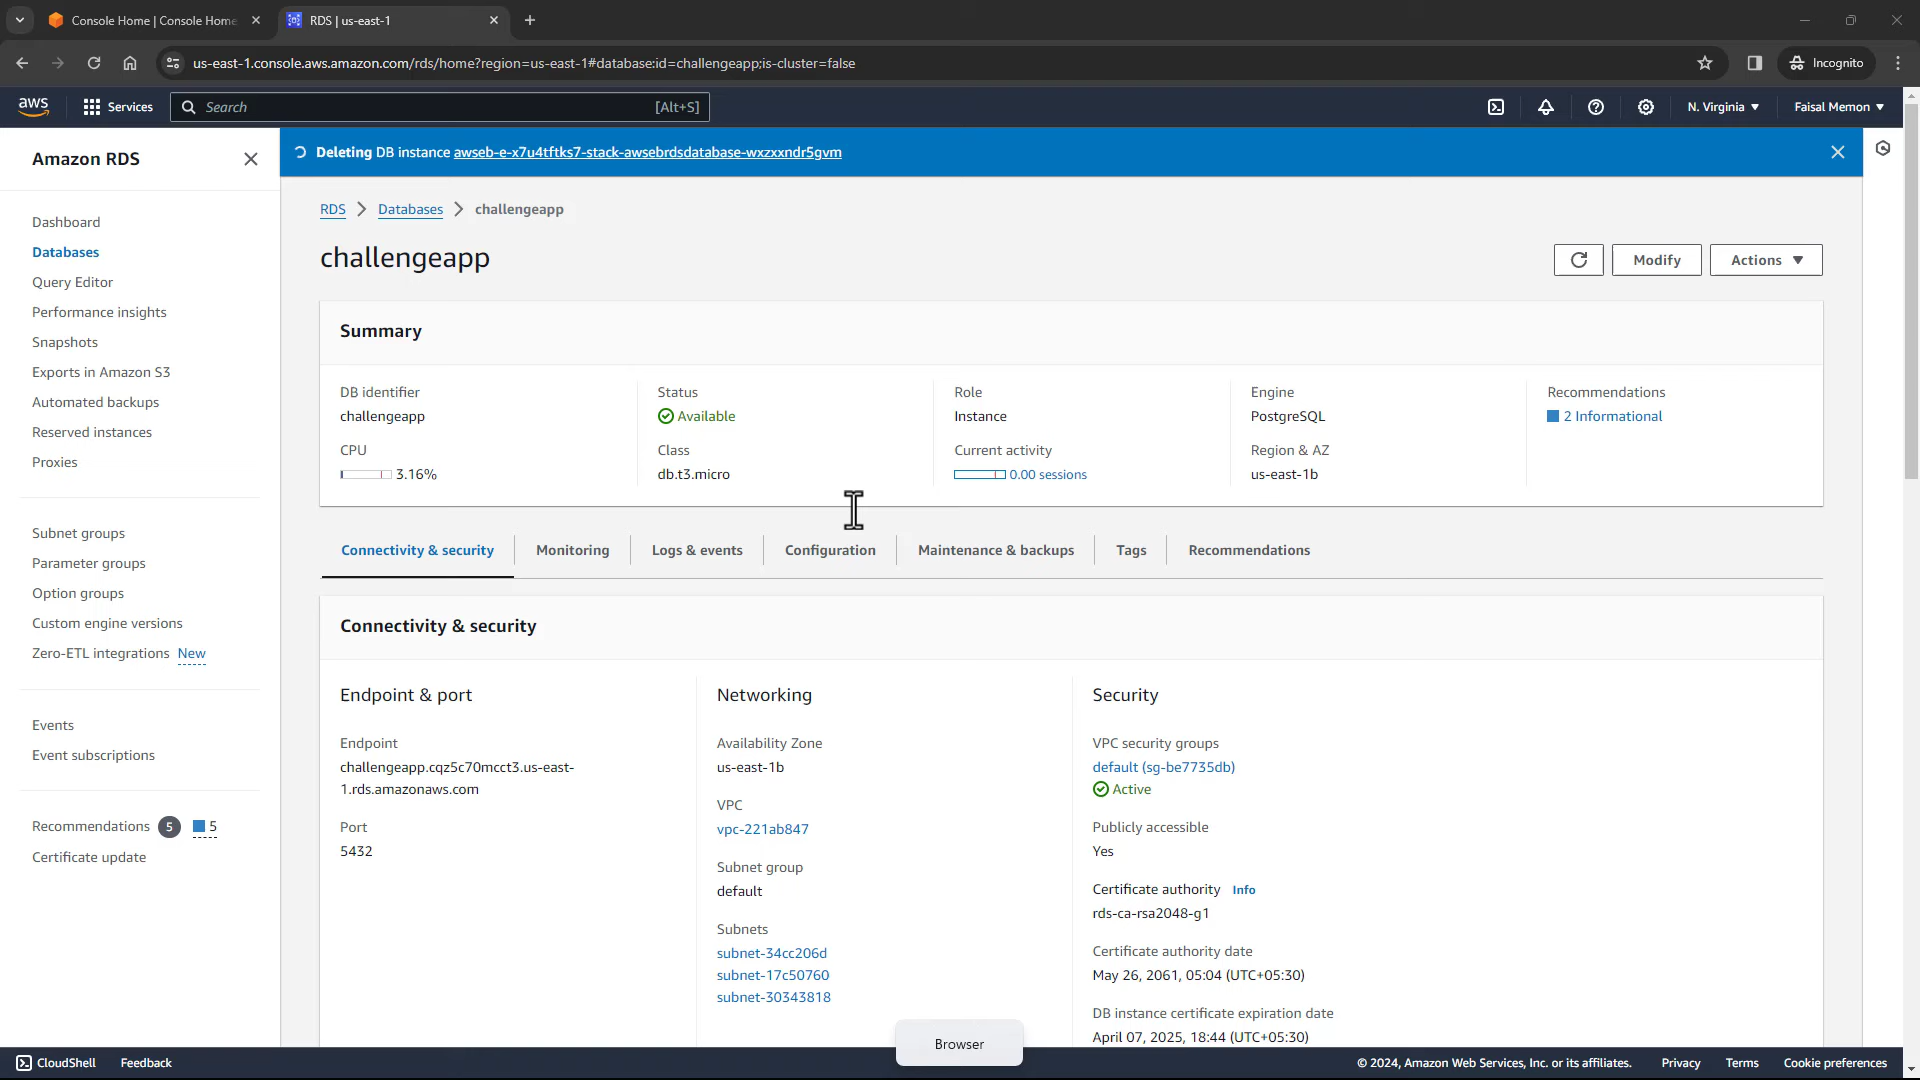 Console Home | Console Home
RDS | us-east-1
us-east-1.console.aws.amazon.com/rds/home?region=us-east-1#database:id=challengeapp;is-cluster=false
Incognito
aws
Services
Search
[Alt+S]
N. Virginia
Faisal Memon
Amazon RDS
Deleting DB instance awseb-e-x7u4tftks7-stack-awsebrdsdatabase-wxzxxndr5gvm
Dashboard
Databases
Query Editor
Performance insights
Snapshots
Exports in Amazon S3
Automated backups
Reserved instances
Proxies
Subnet groups
Parameter groups
Option groups
Custom engine versions
Zero-ETL integrations New
Events
Event subscriptions
Recommendations 5 5
Certificate update
RDS > Databases > challengeapp
challengeapp
Modify
Actions
Summary
DB identifier
challengeapp
CPU
3.16%
Status
Available
Class
db.t3.micro
Role
Instance
Current activity
0.00 sessions
Engine
PostgreSQL
Region & AZ
us-east-1b
Recommendations
2 Informational
Connectivity & security
Monitoring
Logs & events
Configuration
Maintenance & backups
Tags
Recommendations
Connectivity & security
Endpoint & port
Endpoint
challengeapp.cqz5c70mcct3.us-east-
1.rds.amazonaws.com
Port
5432
Networking
Availability Zone
us-east-1b
VPC
vpc-221ab847
Subnet group
default
Subnets
subnet-34cc206d
subnet-17c50760
subnet-30343818
Security
VPC security groups
default (sg-be7735db)
Active
Publicly accessible
Yes
Certificate authority Info
rds-ca-rsa2048-g1
Certificate authority date
May 26, 2061, 05:04 (UTC+05:30)
DB instance certificate expiration date
April 07, 2025, 18:44 (UTC+05:30)
Browser
CloudShell
Feedback
© 2024, Amazon Web Services, Inc. or its affiliates.
Privacy
Terms
Cookie preferences